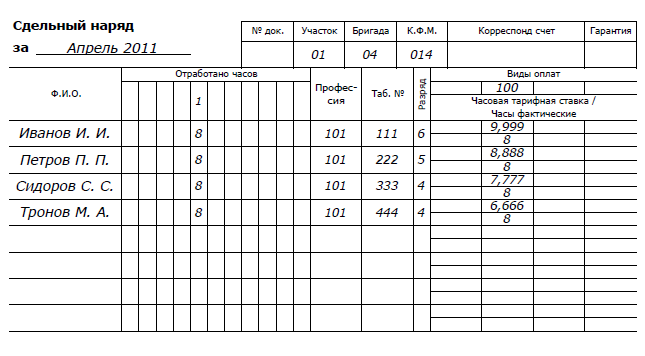 Сдельный наряд
за Апрель 2011
№ док. Участок Бригада К.Ф.М. Корреспонд счет Гарантия
01 04 014
Ф.И.О. Отработано часов Профес-сия Таб. № Разряд Виды оплат
1 100
Часовая тарифная ставка /
Часы фактические
Иванов И. И. 8 101 111 6 9,999
8
Петров П. П. 8 101 222 5 8,888
8
Сидоров С. С. 8 101 333 4 7,777
8
Тронов М. А. 8 101 444 4 6,666
8